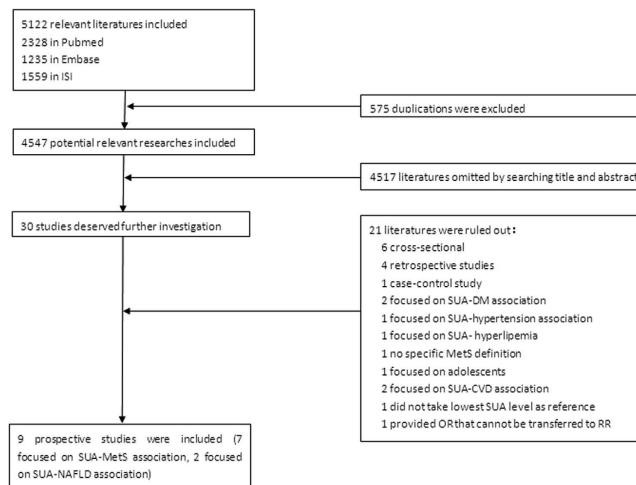 5122 relevant literatures included
2328 in Pubmed
1235 in Embase
1559 in ISI
575 duplications were excluded
4547 potential relevant researches included
4517 literatures omitted by searching title and abstract
30 studies deserved further investigation
21 literatures were ruled out:
6 cross-sectional
4 retrospective studies
1 case-control study
2 focused on SUA-DM association
1 focused on SUA-hypertension association
1 focused on SUA- hyperlipemia
1 no specific MetS definition
1 focused on adolescents
2 focused on SUA-CVD association
1 did not take lowest SUA level as reference
1 provided OR that cannot be transferred to RR
9 prospective studies were included (7
focused on SUA-MetS association, 2 focused
on SUA-NAFLD association)